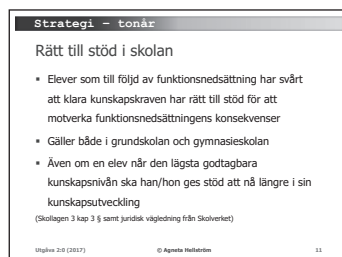 Strategi – tonår
Rätt till stöd i skolan
▪ Elever som till följd av funktionsnedsättning har svårt
att klara kunskapskraven har rätt till stöd för att
motverka funktionsnedsättningens konsekvenser
▪ Gäller både i grundskolan och gymnasieskolan
▪ Även om en elev når den lägsta godtagbara
kunskapsnivån ska han/hon ges stöd att nå längre i sin
kunskapsutveckling
(Skollagen 3 kap 3 § samt juridisk vägledning från Skolverket)
Utgåva 2:0 (2017) © Agneta Hellström 11